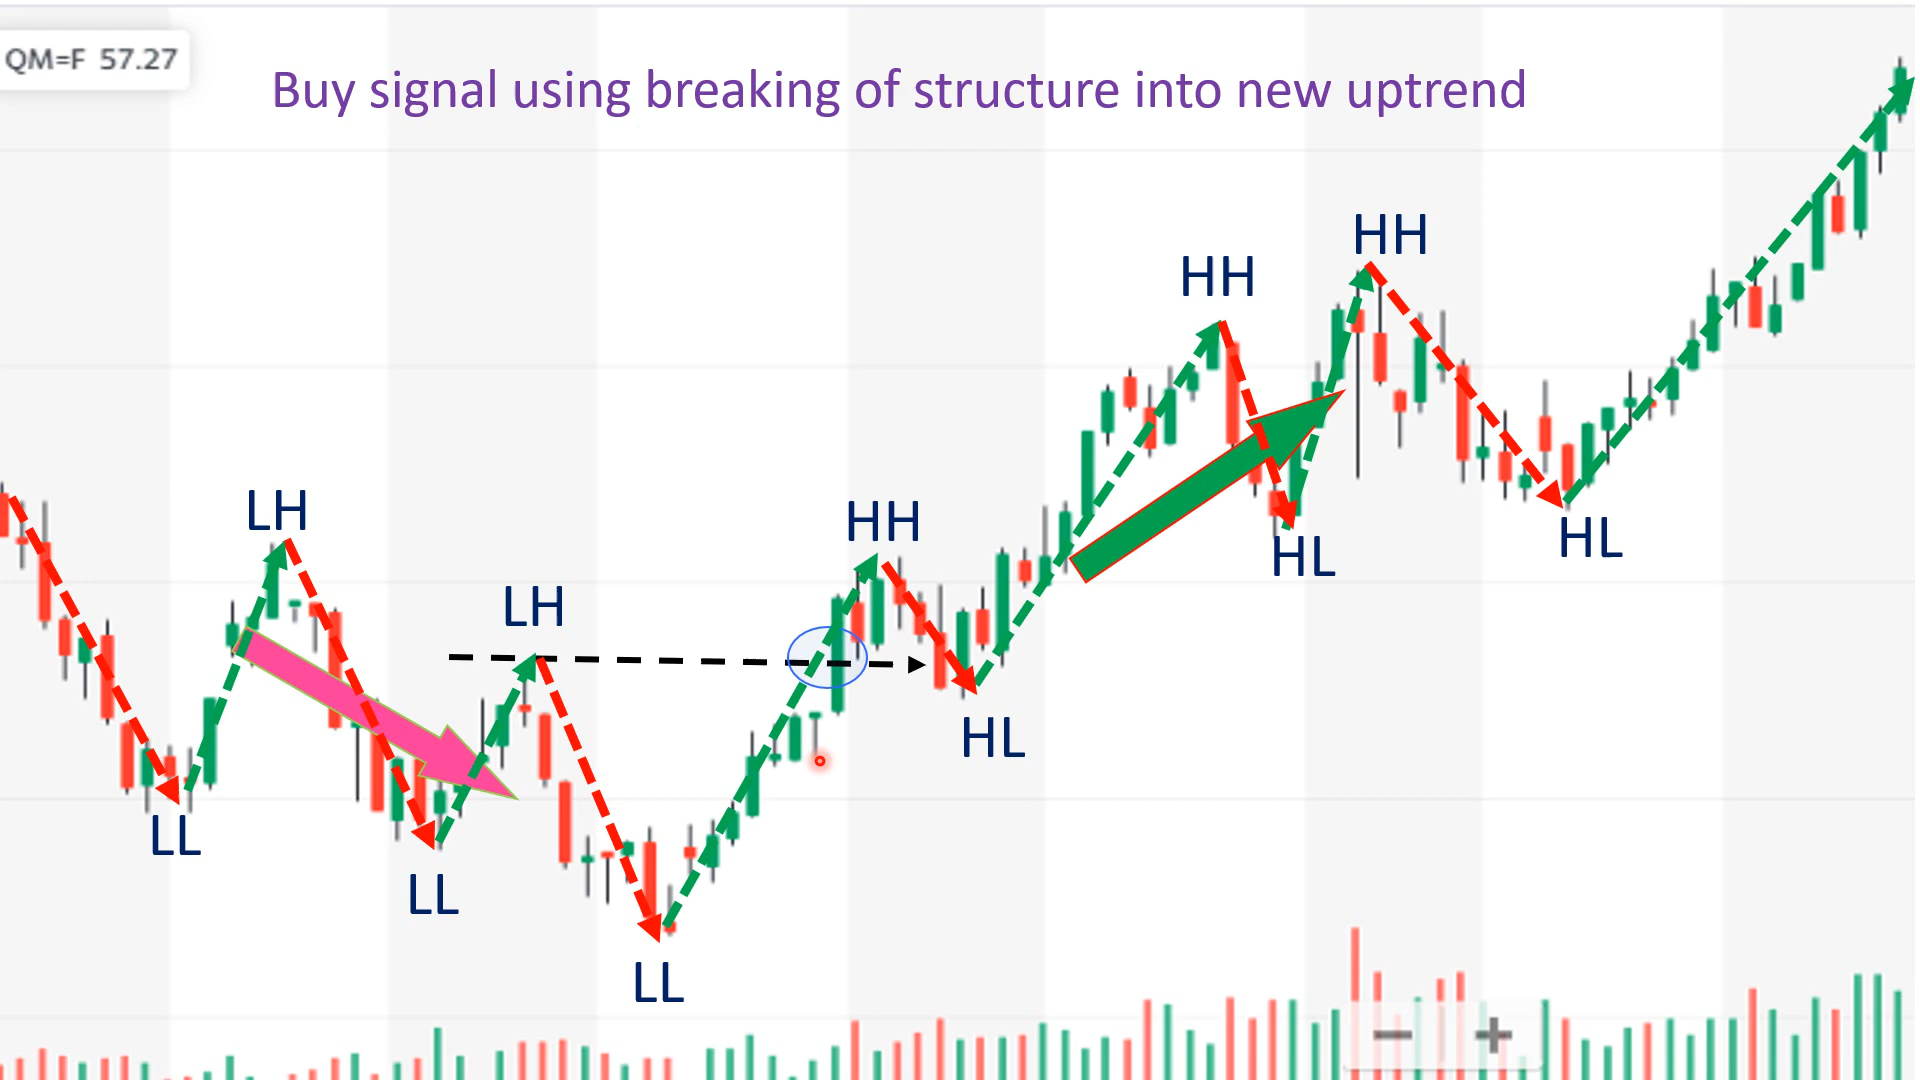 QM=F 57.27
Buy signal using breaking of structure into new uptrend
HH
HH
LH
HH
HL
HL
LH
HL
LL
LL
LL